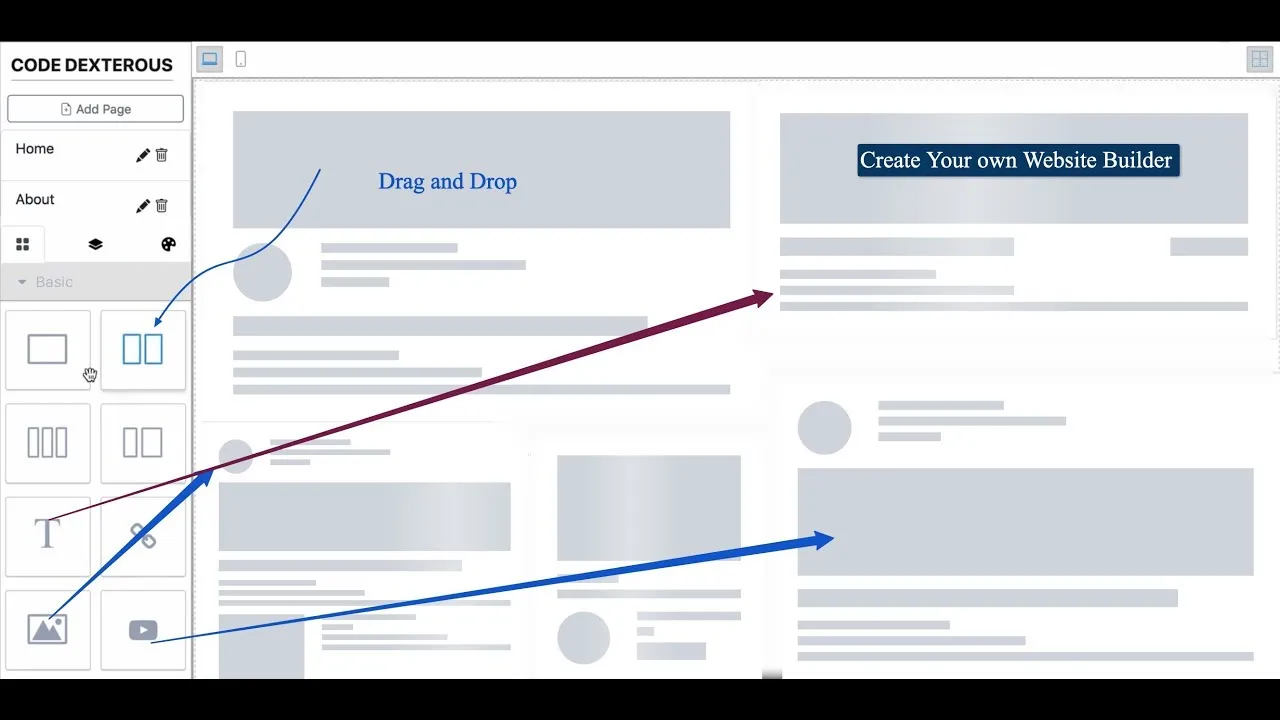 CODE DEXTEROUS
Add Page
Home
About
Basic
T
Drag and Drop
Create Your own Website Builder